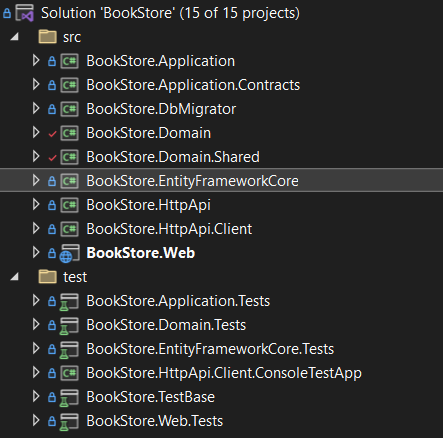 Solution 'BookStore' (15 of 15 projects)
src
C# BookStore.Application
C# BookStore.Application.Contracts
C# BookStore.DbMigrator
C# BookStore.Domain
C# BookStore.Domain.Shared
C# BookStore.EntityFrameworkCore
C# BookStore.HttpApi
C# BookStore.HttpApi.Client
BookStore.Web
test
BookStore.Application.Tests
BookStore.Domain.Tests
BookStore.EntityFrameworkCore.Tests
C# BookStore.HttpApi.Client.ConsoleTestApp
BookStore.TestBase
BookStore.Web.Tests